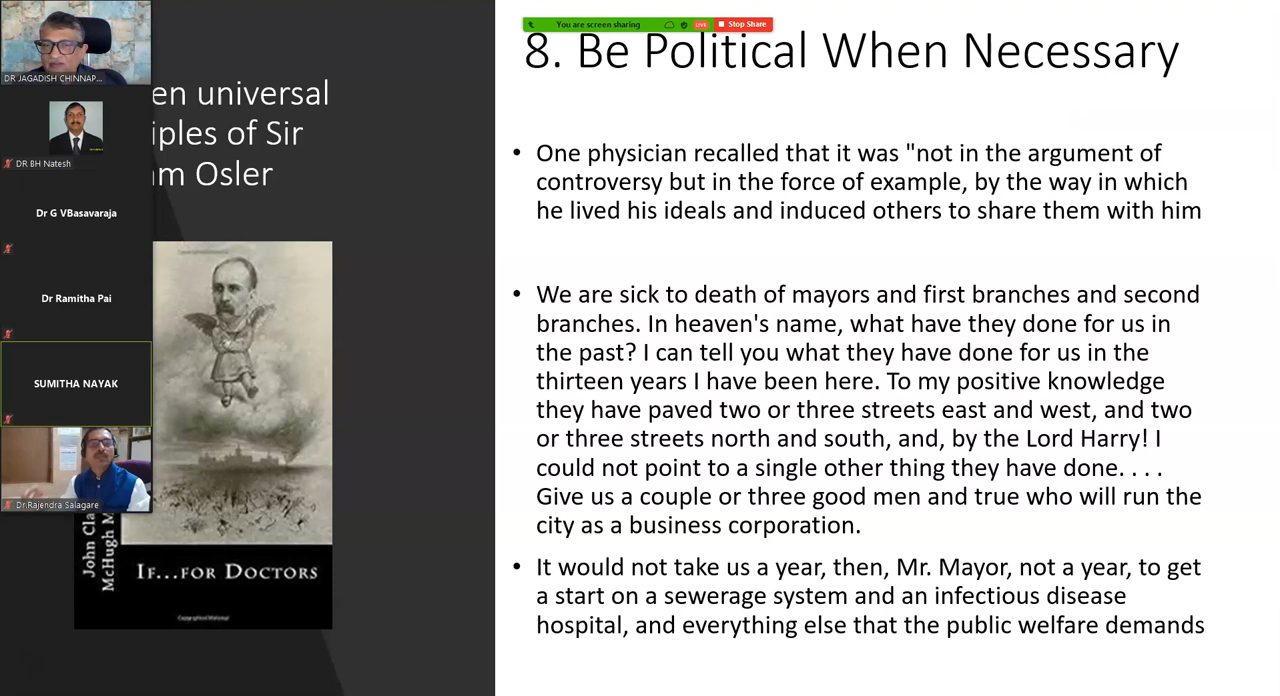 DR JAGADISH CHINNAP...
DR BH Natesh
Dr G VBasavaraja
Dr Ramitha Pai
SUMITHA NAYAK
Dr.Rajendra Salagare
en universal
iples of Sir
am Osler
John Cla
McHugh M
IF...FOR DOCTORS
Copyrighted Material
You are screen sharing
LIVE
Stop Share
8. Be Political When Necessary
• One physician recalled that it was "not in the argument of
controversy but in the force of example, by the way in which
he lived his ideals and induced others to share them with him
• We are sick to death of mayors and first branches and second
branches. In heaven's name, what have they done for us in
the past? I can tell you what they have done for us in the
thirteen years I have been here. To my positive knowledge
they have paved two or three streets east and west, and two
or three streets north and south, and, by the Lord Harry! I
could not point to a single other thing they have done. . . .
Give us a couple or three good men and true who will run the
city as a business corporation.
• It would not take us a year, then, Mr. Mayor, not a year, to get
a start on a sewerage system and an infectious disease
hospital, and everything else that the public welfare demands